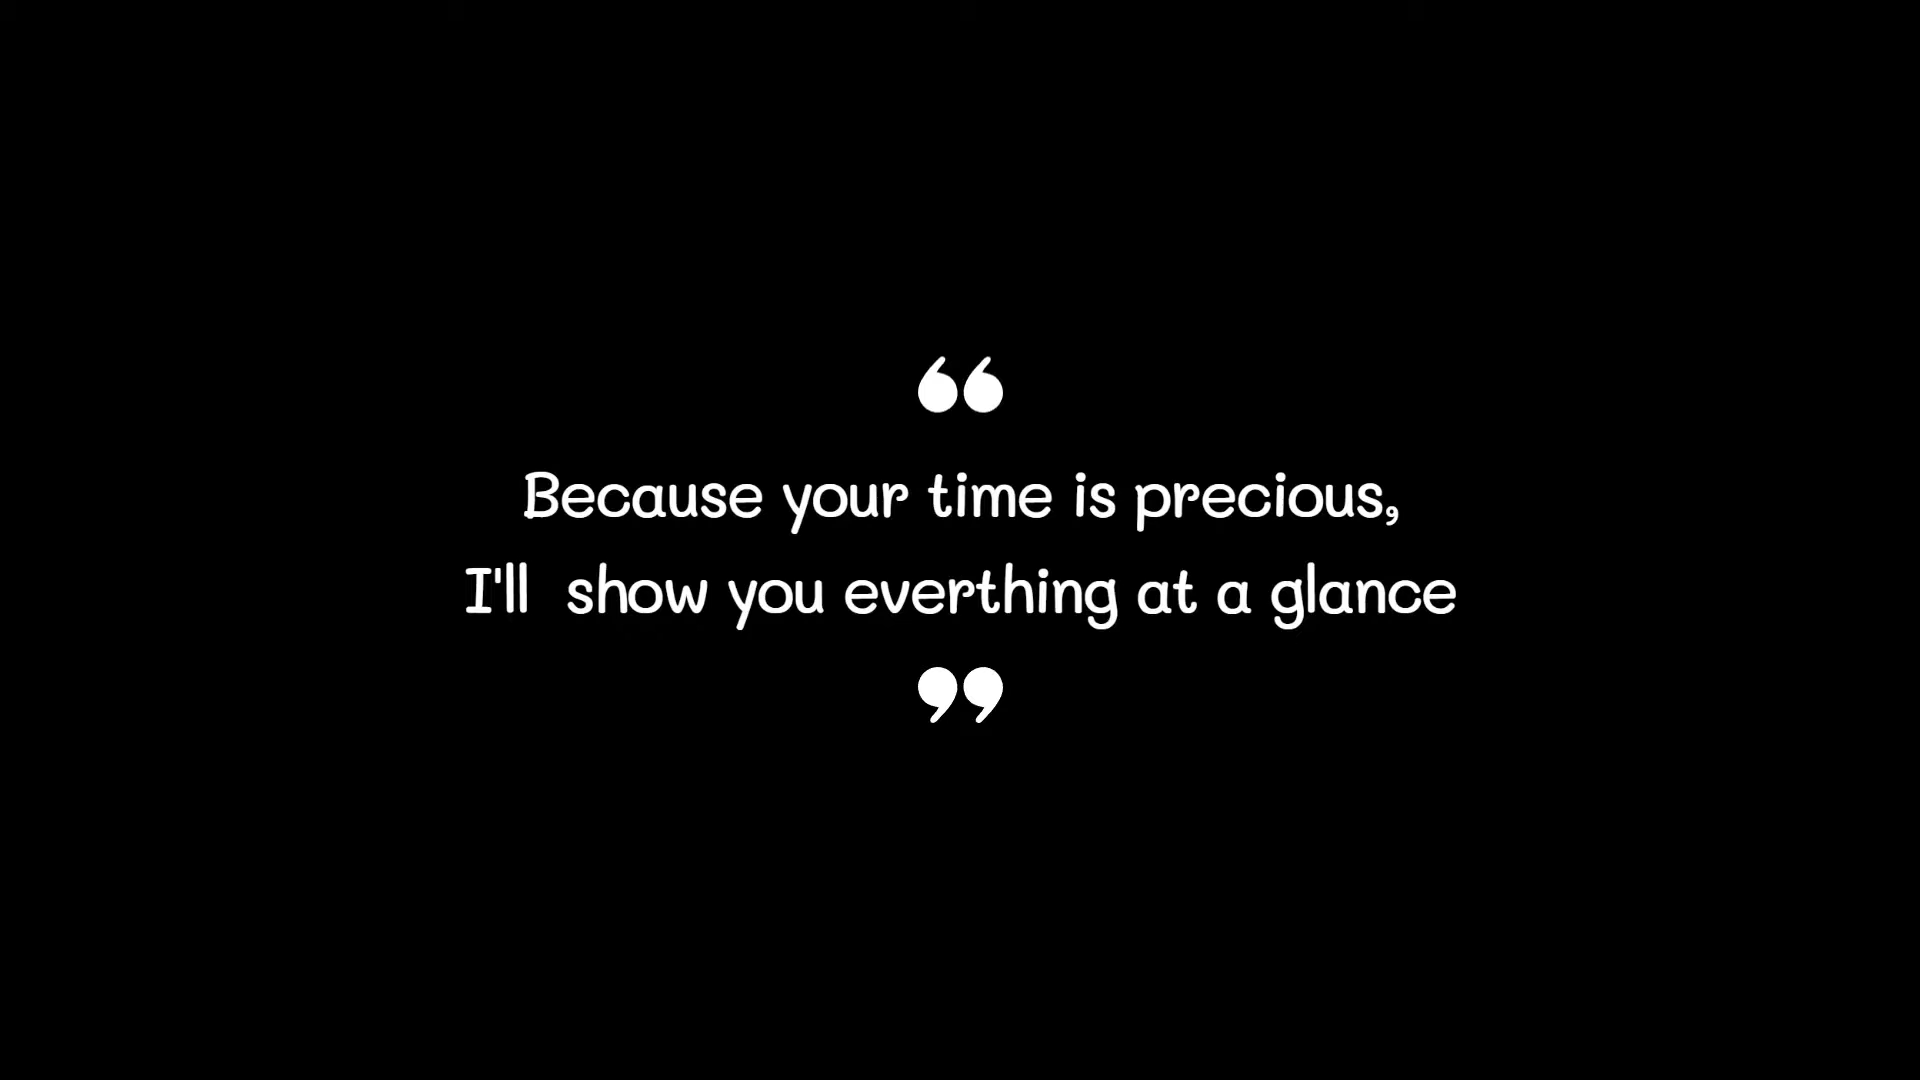 “
Because your time is precious,
I'll  show you everthing at a glance
”